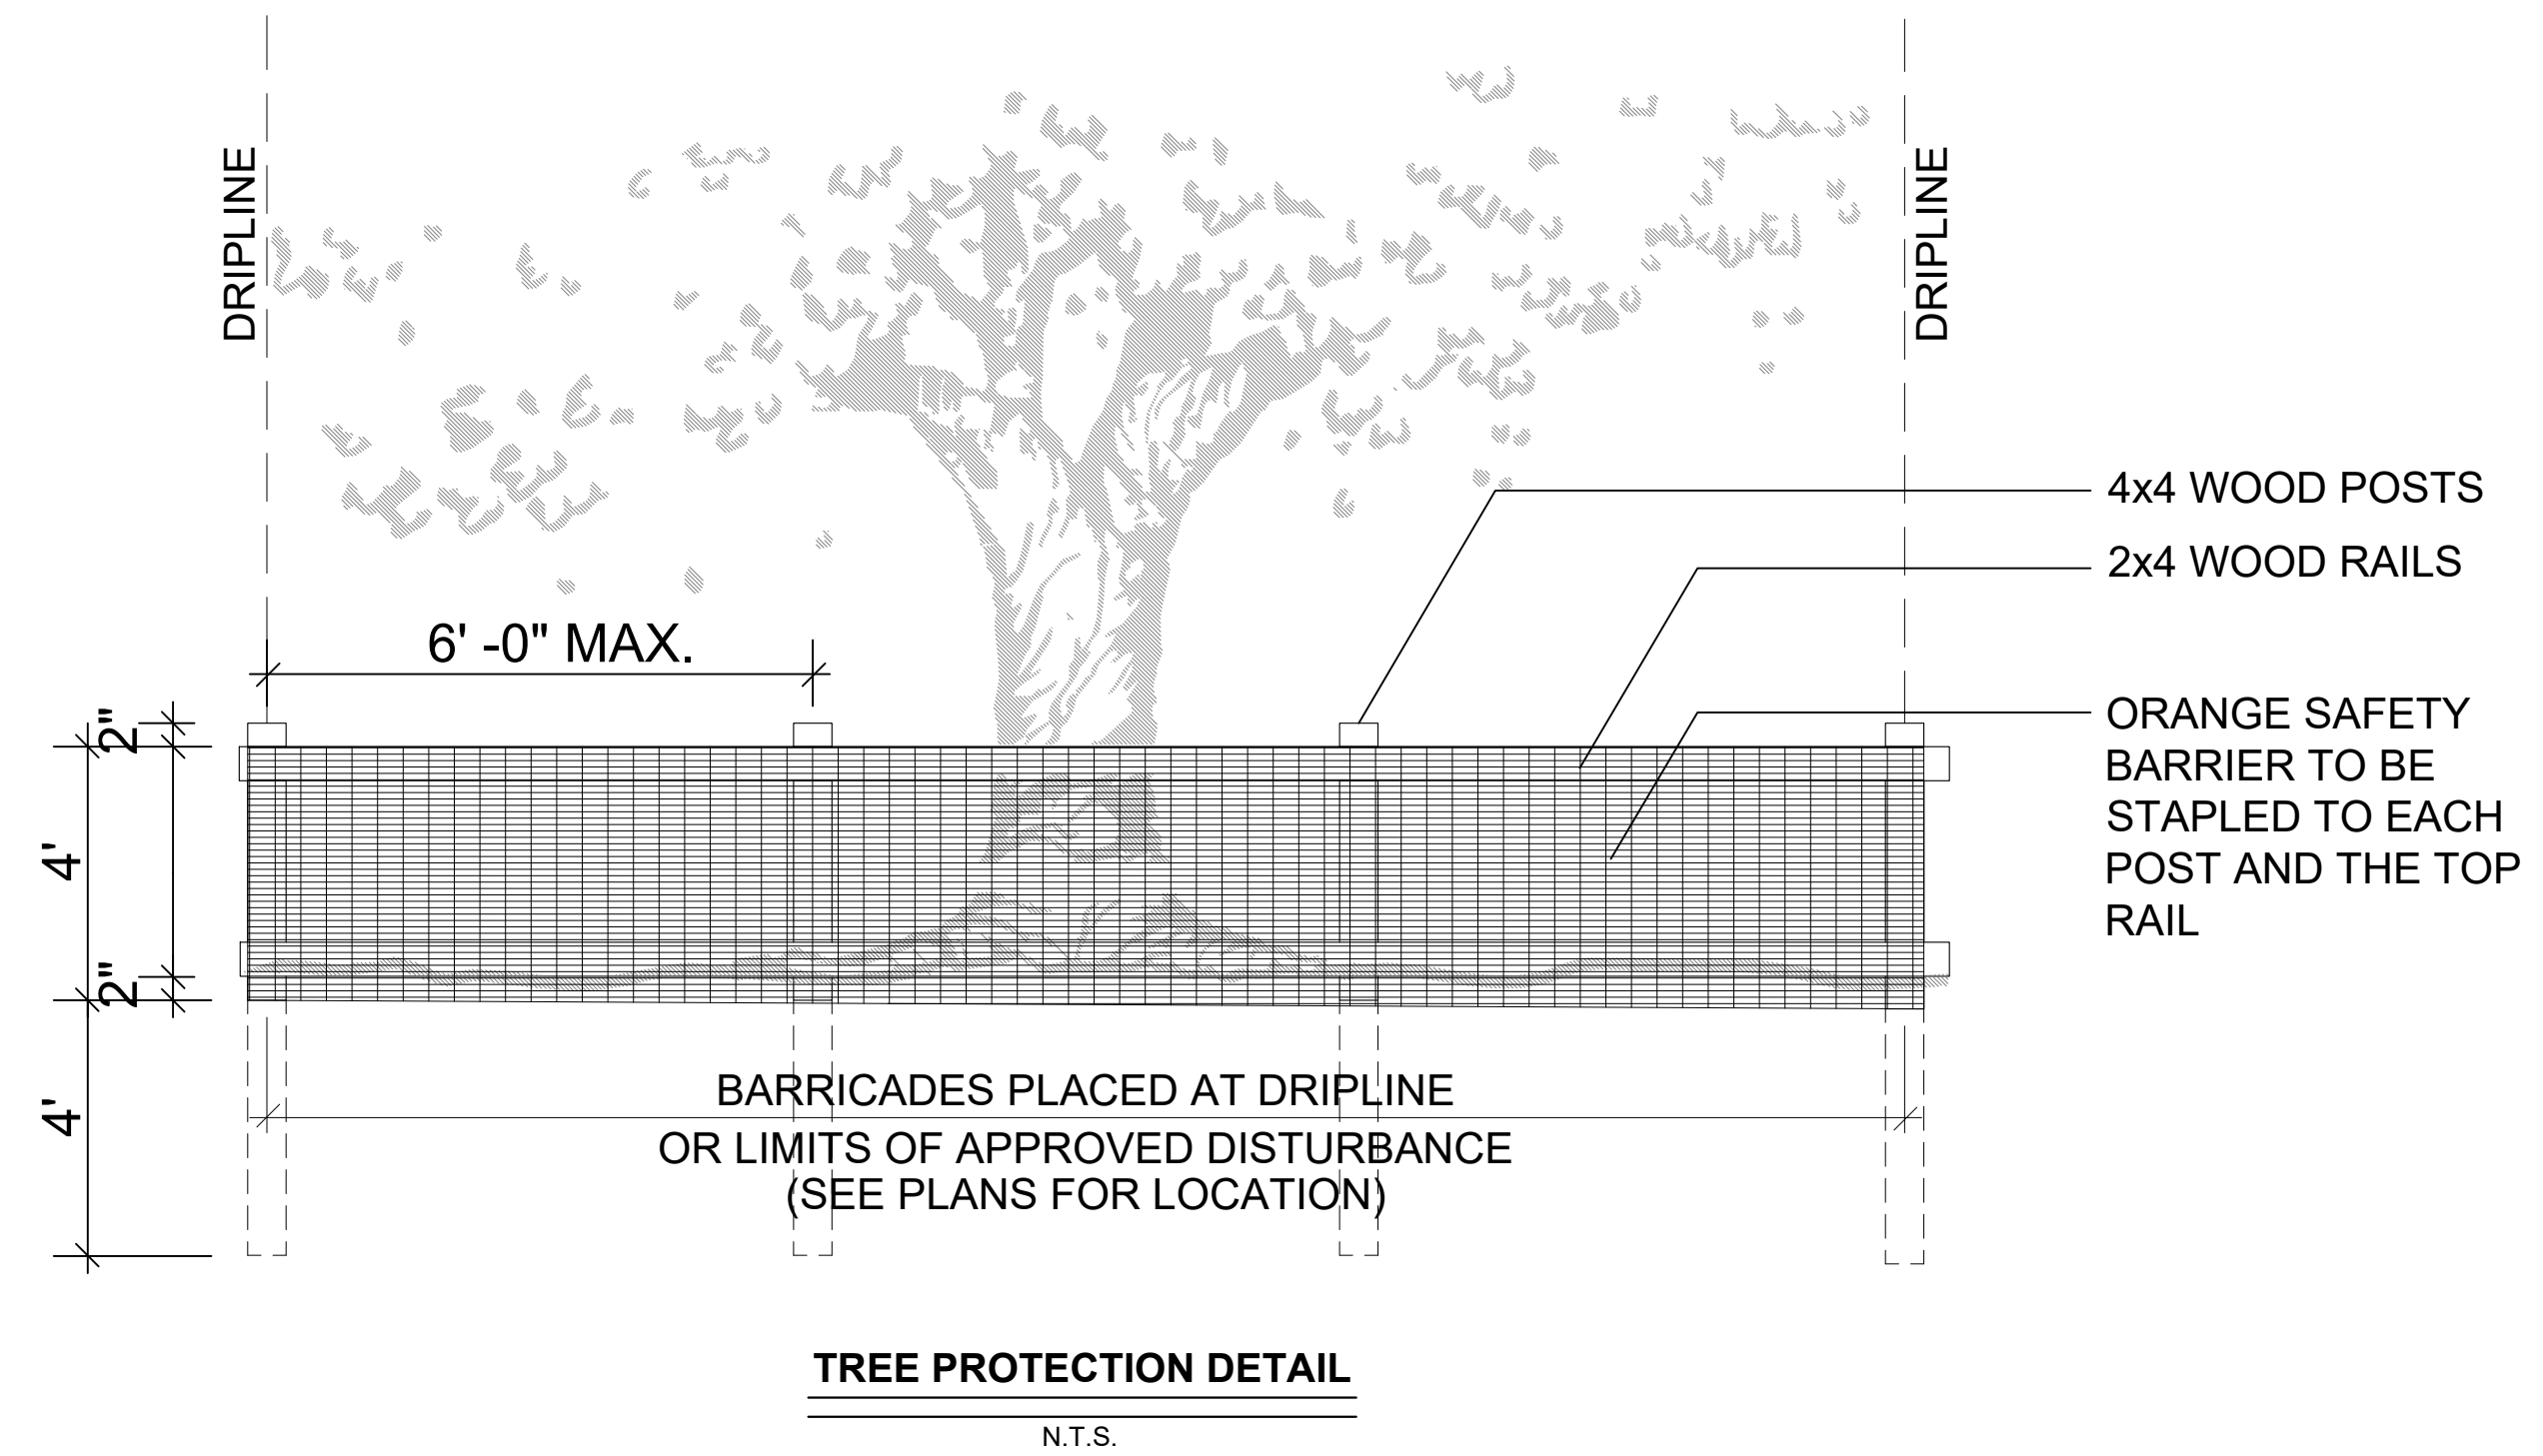 DRIPLINE
DRIPLINE
4x4 WOOD POSTS
2x4 WOOD RAILS
6' -0" MAX.
ORANGE SAFETY
BARRIER TO BE
STAPLED TO EACH
POST AND THE TOP
RAIL
2"
4'
2"
4'
BARRICADES PLACED AT DRIPLINE
OR LIMITS OF APPROVED DISTURBANCE
(SEE PLANS FOR LOCATION)
TREE PROTECTION DETAIL
N.T.S.